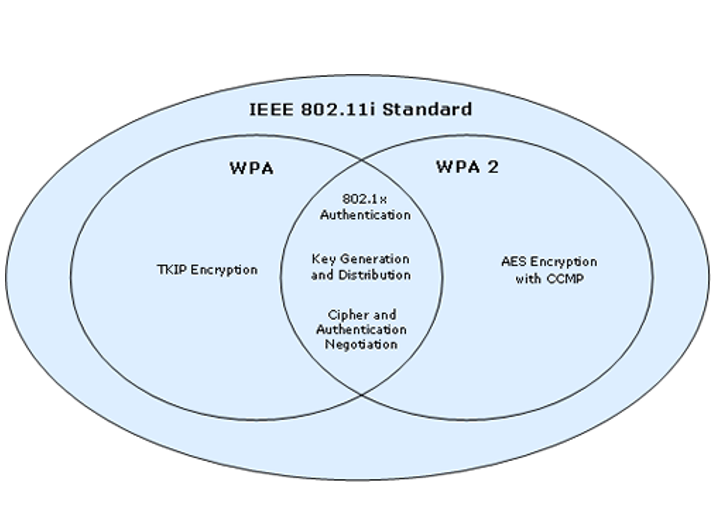 IEEE 802.11i Standard
WPA
WPA 2
802.1x
Authentication
Key Generation
and Distribution
TKIP Encryption
AES Encryption
with CCMP
Cipher and
Authentication
Negotiation